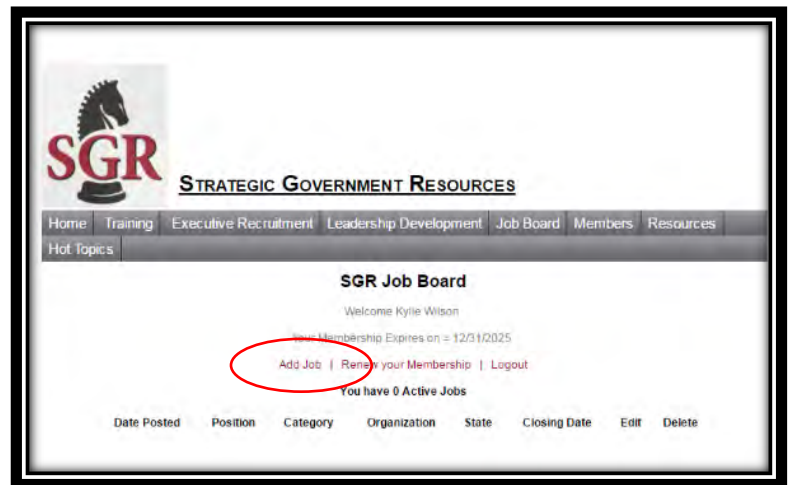 SGR
STRATEGIC GOVERNMENT RESOURCES
Home Training Executive Recruitment Leadership Development Job Board Members Resources
Hot Topics
SGR Job Board
Welcome Kylie Wilson
Your Membership Expires on = 12/31/2025
Add Job | Renew your Membership | Logout
You have 0 Active Jobs
Date Posted Position Category Organization State Closing Date Edit Delete